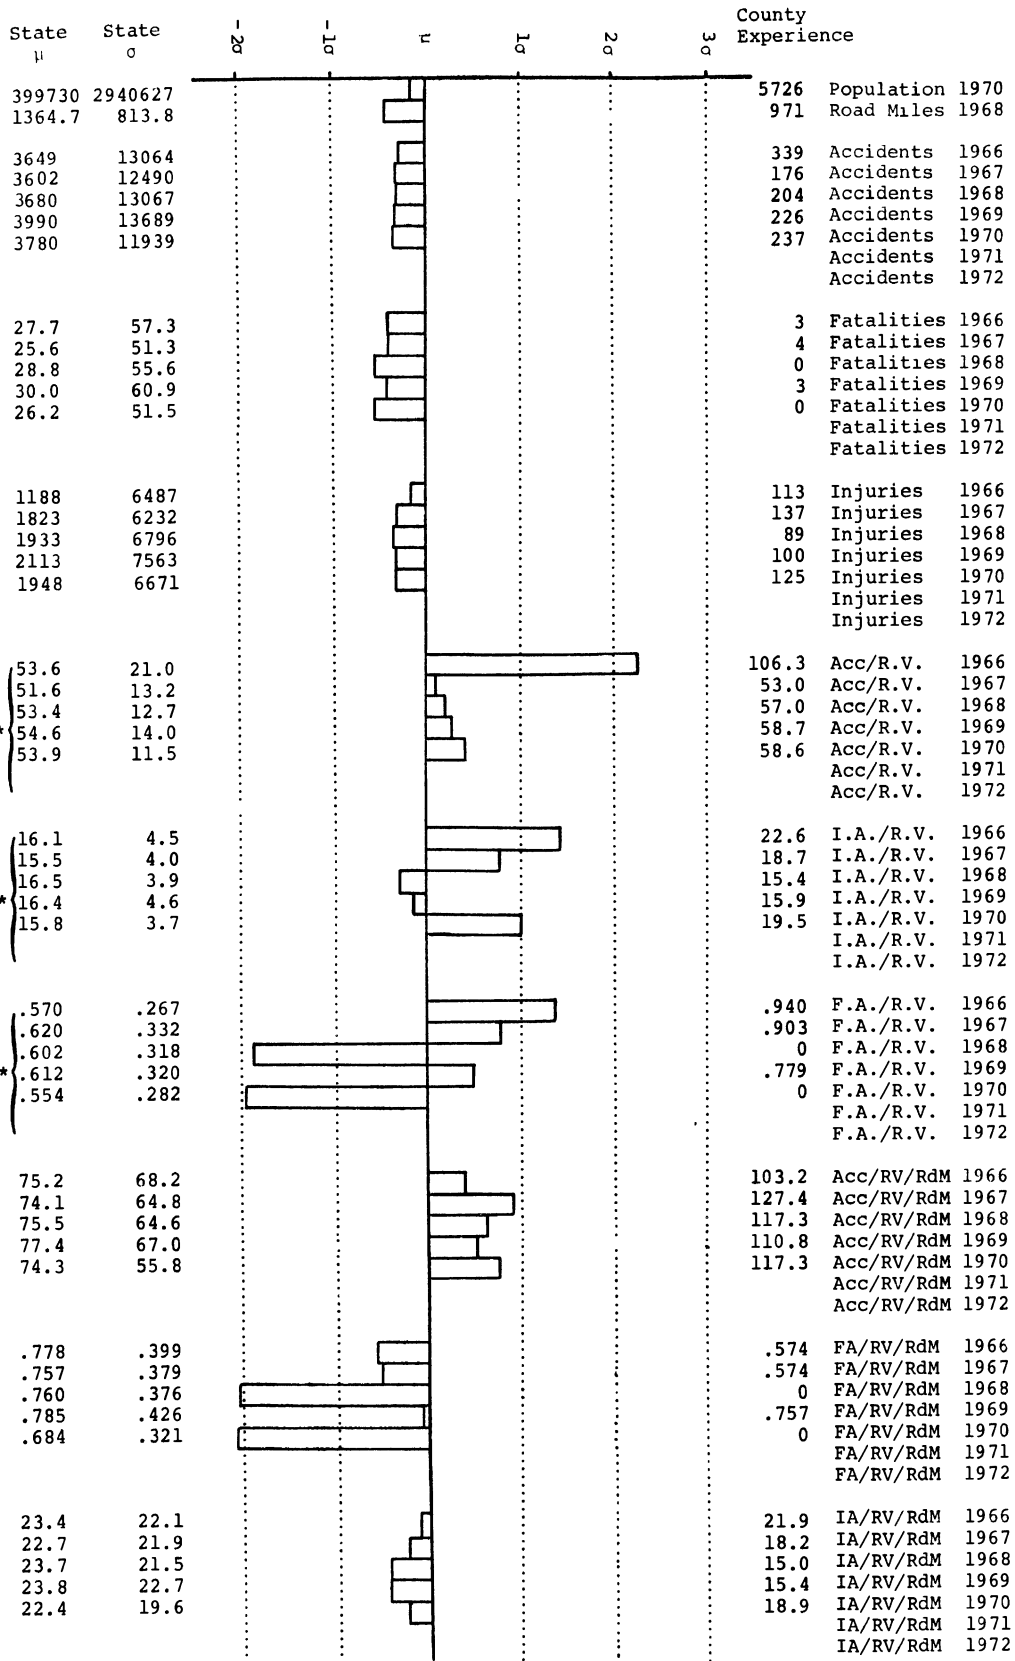 State State -2σ -1σ μ 1σ 2σ 3σ County Experience
μ σ
399730 2940627 5726 Population 1970
1364.7 813.8 971 Road Miles 1968
3649 13064 339 Accidents 1966
3602 12490 176 Accidents 1967
3680 13067 204 Accidents 1968
3990 13689 226 Accidents 1969
3780 11939 237 Accidents 1970
Accidents 1971
Accidents 1972
27.7 57.3 3 Fatalities 1966
25.6 51.3 4 Fatalities 1967
28.8 55.6 0 Fatalities 1968
30.0 60.9 3 Fatalities 1969
26.2 51.5 0 Fatalities 1970
Fatalities 1971
Fatalities 1972
1188 6487 113 Injuries 1966
1823 6232 137 Injuries 1967
1933 6796 89 Injuries 1968
2113 7563 100 Injuries 1969
1948 6671 125 Injuries 1970
Injuries 1971
Injuries 1972
53.6 21.0 106.3 Acc/R.V. 1966
51.6 13.2 53.0 Acc/R.V. 1967
53.4 12.7 57.0 Acc/R.V. 1968
* 54.6 14.0 58.7 Acc/R.V. 1969
53.9 11.5 58.6 Acc/R.V. 1970
Acc/R.V. 1971
Acc/R.V. 1972
16.1 4.5 22.6 I.A./R.V. 1966
15.5 4.0 18.7 I.A./R.V. 1967
16.5 3.9 15.4 I.A./R.V. 1968
* 16.4 4.6 15.9 I.A./R.V. 1969
15.8 3.7 19.5 I.A./R.V. 1970
I.A./R.V. 1971
I.A./R.V. 1972
.570 .267 .940 F.A./R.V. 1966
.620 .332 .903 F.A./R.V. 1967
.602 .318 0 F.A./R.V. 1968
* .612 .320 .779 F.A./R.V. 1969
.554 .282 0 F.A./R.V. 1970
F.A./R.V. 1971
F.A./R.V. 1972
75.2 68.2 103.2 Acc/RV/RdM 1966
74.1 64.8 127.4 Acc/RV/RdM 1967
75.5 64.6 117.3 Acc/RV/RdM 1968
77.4 67.0 110.8 Acc/RV/RdM 1969
74.3 55.8 117.3 Acc/RV/RdM 1970
Acc/RV/RdM 1971
Acc/RV/RdM 1972
.778 .399 .574 FA/RV/RdM 1966
.757 .379 .574 FA/RV/RdM 1967
.760 .376 0 FA/RV/RdM 1968
.785 .426 .757 FA/RV/RdM 1969
.684 .321 0 FA/RV/RdM 1970
FA/RV/RdM 1971
FA/RV/RdM 1972
23.4 22.1 21.9 IA/RV/RdM 1966
22.7 21.9 18.2 IA/RV/RdM 1967
23.7 21.5 15.0 IA/RV/RdM 1968
23.8 22.7 15.4 IA/RV/RdM 1969
22.4 19.6 18.9 IA/RV/RdM 1970
IA/RV/RdM 1971
IA/RV/RdM 1972